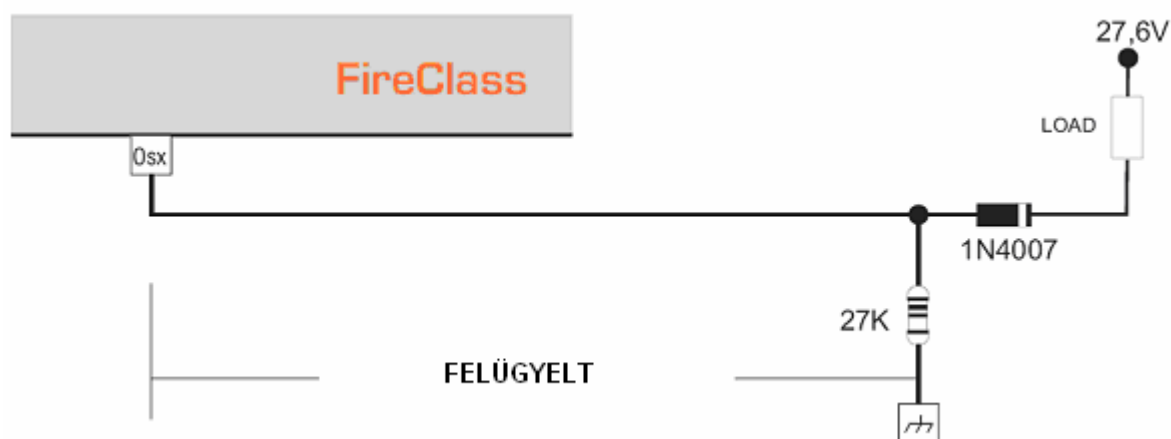 27,6V
FireClass
LOAD
0sx
1N4007
27K
FELÜGYELT